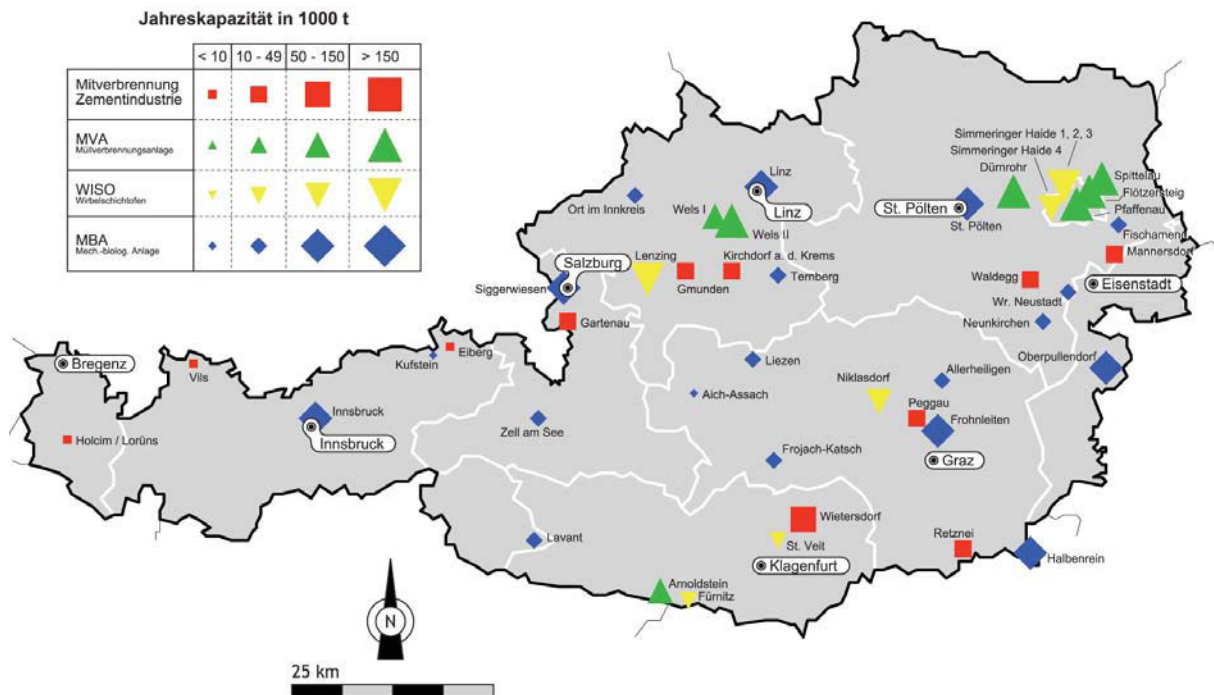 Jahreskapazität in 1000 t
< 10
10 - 49
50 - 150
> 150
Mitverbrennung
Zementindustrie
MVA
Müllverbrennungsanlage
WISO
Wirbelschichtofen
MBA
Mech.-biolog. Anlage
Simmeringer Haide 1, 2, 3
Simmeringer Haide 4
Dürnrohr
Spittelau
Flötzersteig
Pfaffenau
Linz
Linz
Ort im Innkreis
Wels I
Wels II
St. Pölten
St. Pölten
Fischamend
Mannersdorf
Salzburg
Lenzing
Kirchdorf a. d. Krems
Siggerwiesen
Gmunden
Ternberg
Waldegg
Eisenstadt
Wr. Neustadt
Gartenau
Neunkirchen
Eiberg
Kufstein
Bregenz
Vils
Liezen
Oberpullendorf
Niklasdorf
Allerheiligen
Aich-Assach
Peggau
Innsbruck
Innsbruck
Zell am See
Frohnleiten
Holcim / Lorüns
Frojach-Katsch
Graz
Wietersdorf
Lavant
St. Veit
Retznei
Klagenfurt
Halbenrein
Arnoldstein
Fürnitz
N
25 km